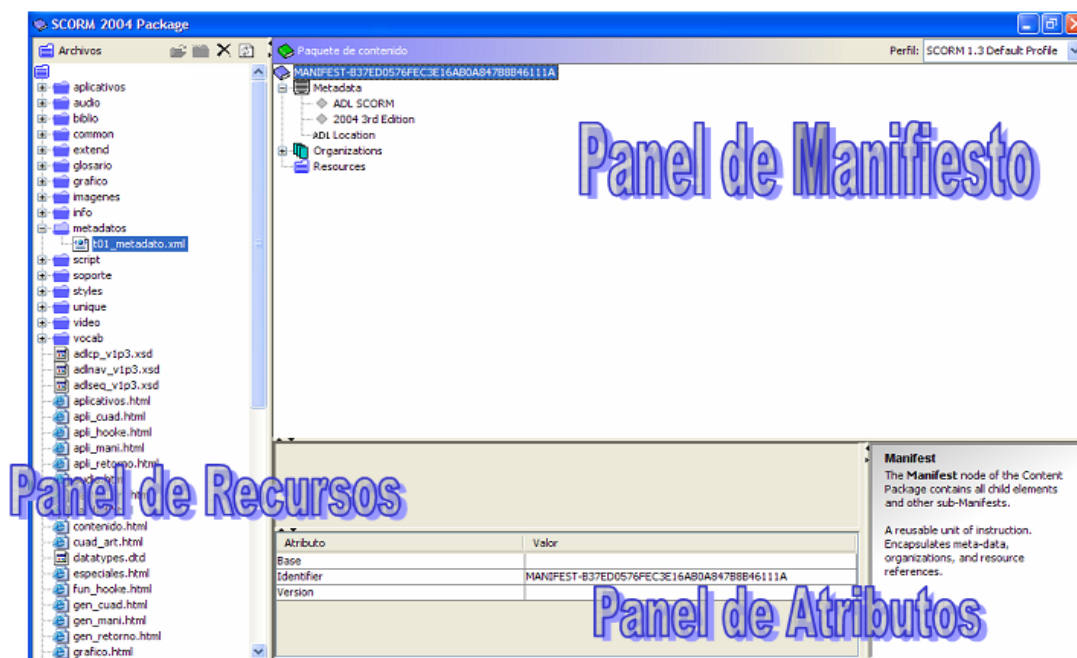 SCORM 2004 Package
Archivos
Paquete de contenido
Perfil: SCORM 1.3 Default Profile
aplicativos
audio
biblio
common
extend
glosario
grafico
imagenes
info
metadatos
t01_metadato.xml
script
soporte
styles
unique
video
vocab
adlcp_v1p3.xsd
adlnav_v1p3.xsd
adlseq_v1p3.xsd
aplicativos.html
apli_cuad.html
apli_hooke.html
apli_mani.html
apli_retorno.html
contenido.html
cuad_art.html
datatypes.dtd
especiales.html
fun_hooke.html
gen_cuad.html
gen_mani.html
gen_retorno.html
grafico.html
Panel de Recursos
MANIFEST-B37ED0576FEC3E16AB0A847B8B46111A
Metadata
ADL SCORM
2004 3rd Edition
ADL Location
Organizations
Resources
Panel de Manifiesto
Atributo Valor
Base
Identifier MANIFEST-B37ED0576FEC3E16AB0A847B8B46111A
Version
Panel de Atributos
Manifest
The Manifest node of the Content
Package contains all child elements
and other sub-Manifests.
A reusable unit of instruction.
Encapsulates meta-data,
organizations, and resource
references.